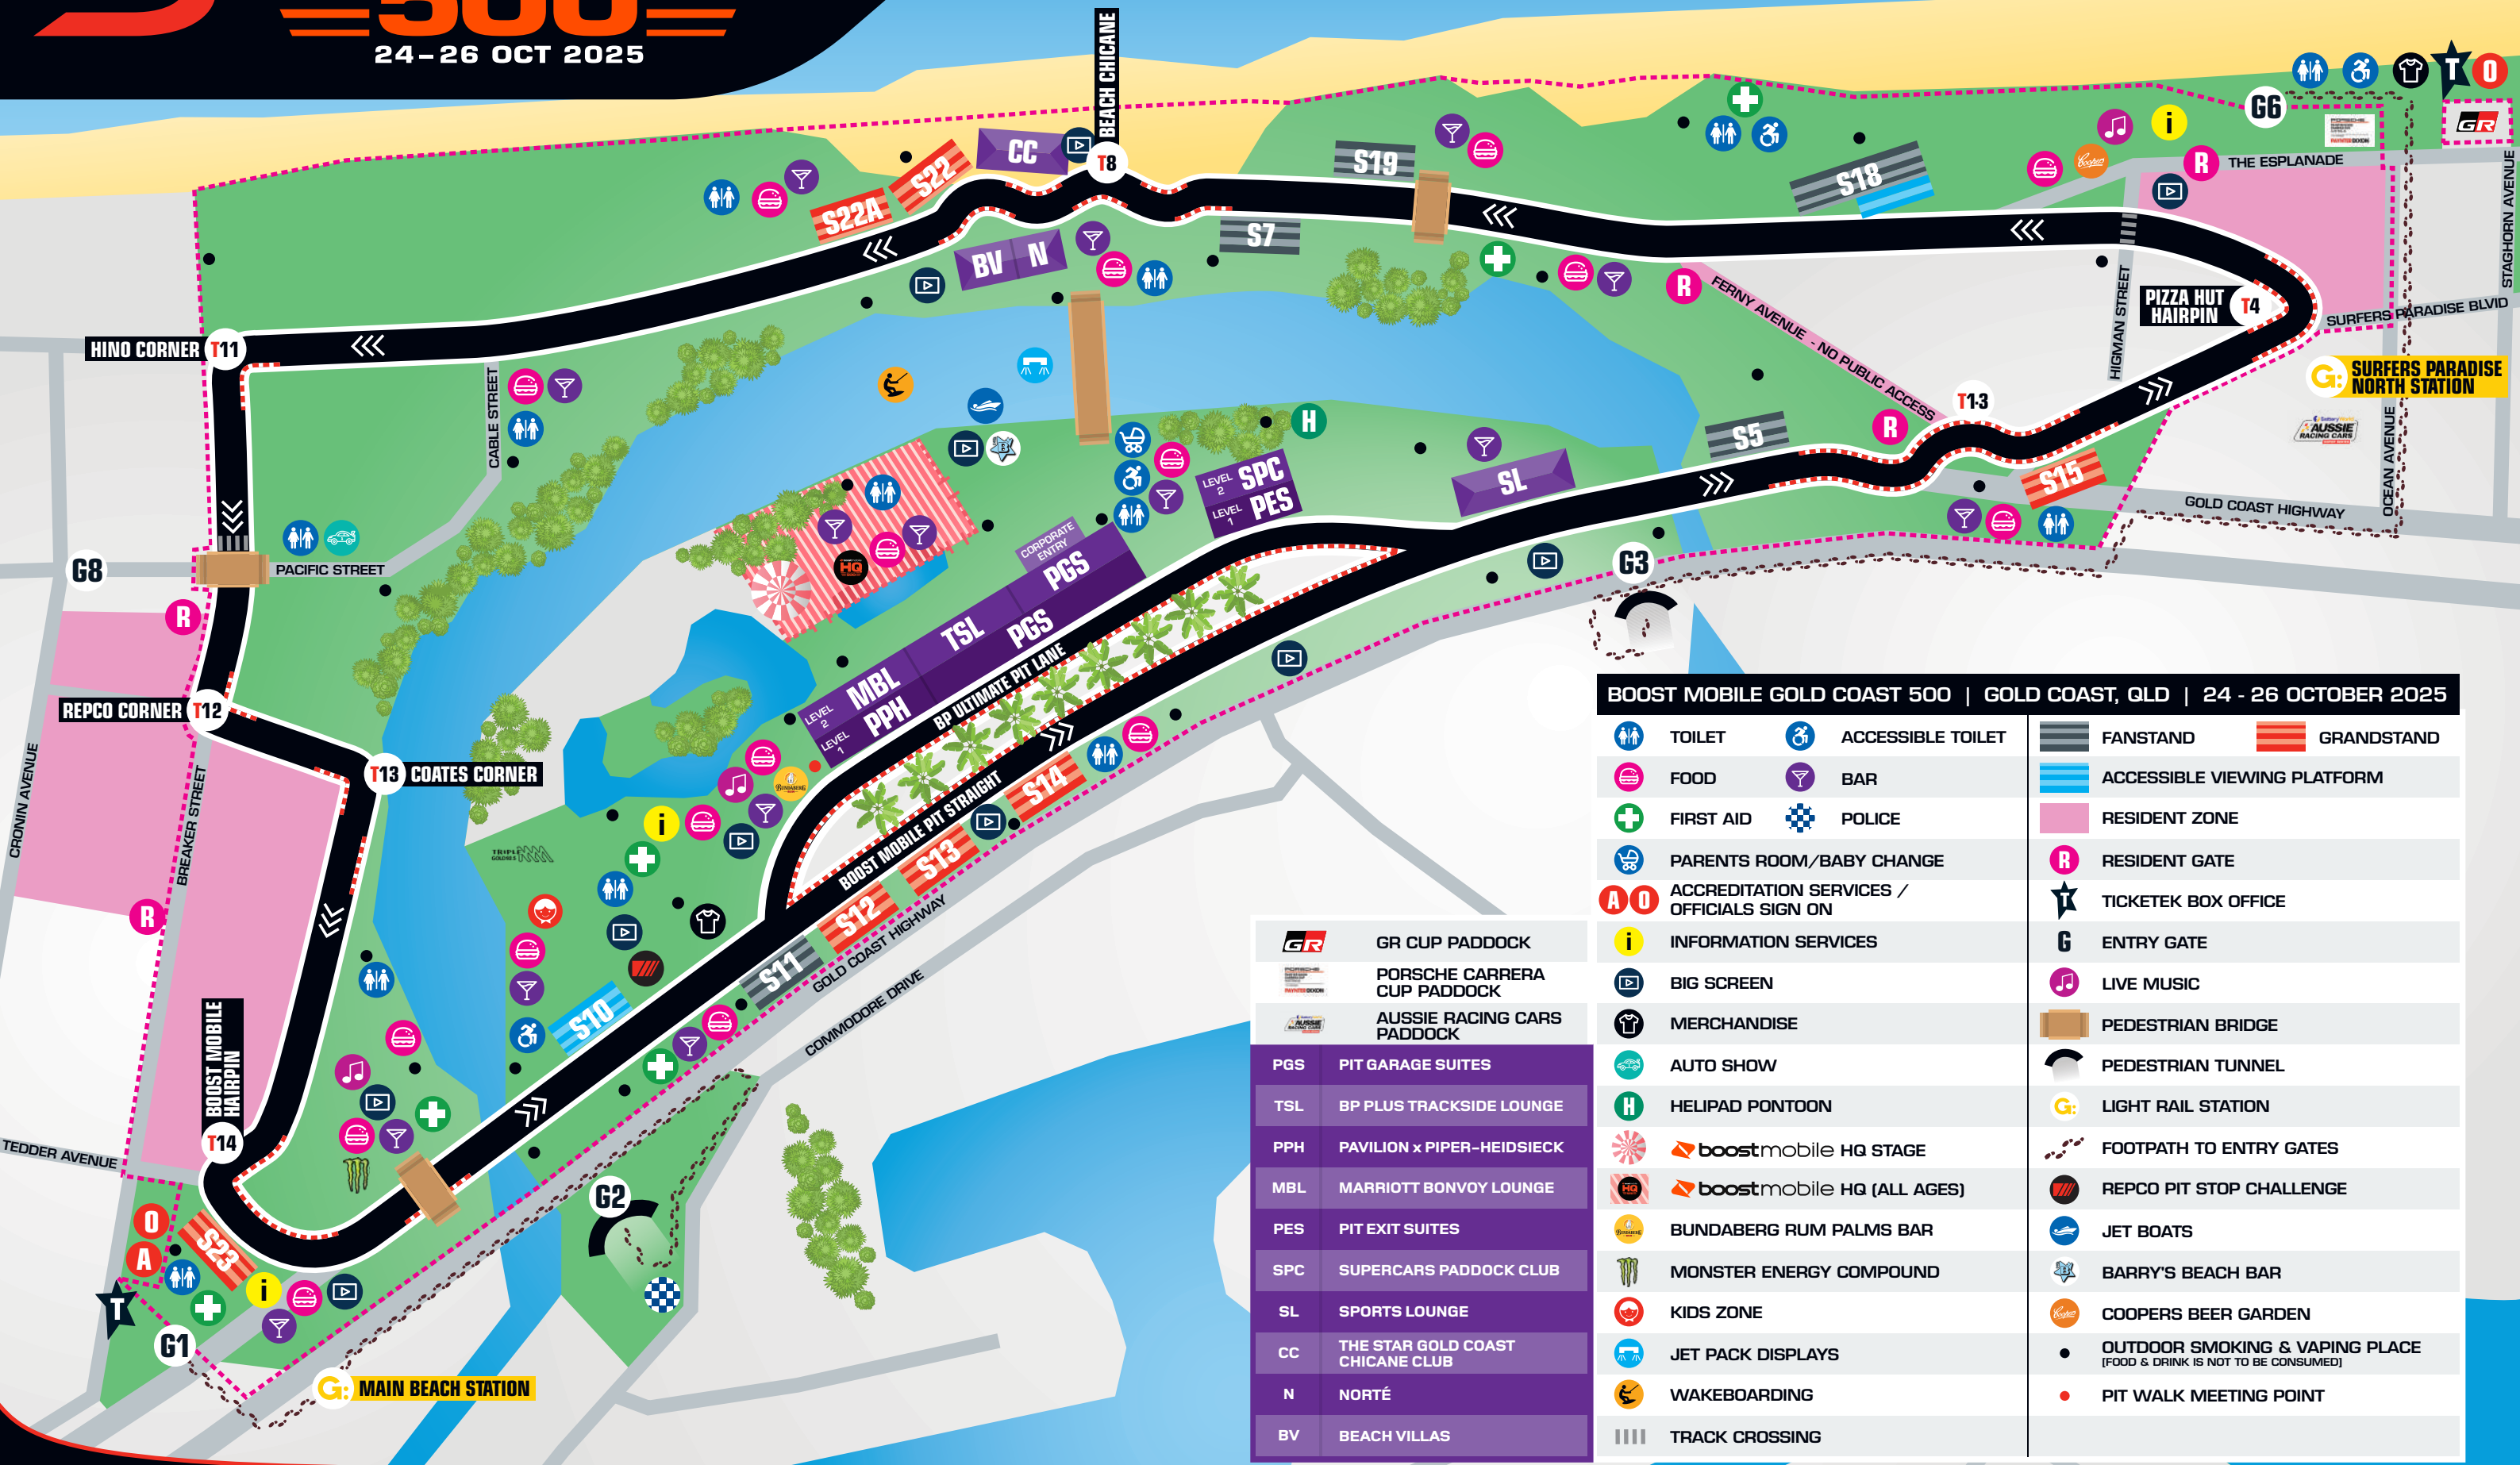 500
24-26 OCT 2025
BEACH CHICANE
T8
CC
S22
S22A
BV
N
S19
S7
S18
T
O
G6
GR
i
R
THE ESPLANADE
STAGHORN AVENUE
HIGMAN STREET
PIZZA HUT
HAIRPIN
T4
SURFERS PARADISE BLVD
G:
SURFERS PARADISE
NORTH STATION
AUSSIE
RACING CARS
OCEAN AVENUE
GOLD COAST HIGHWAY
R
FERNY AVENUE - NO PUBLIC ACCESS
T1-3
R
S5
S15
HINO CORNER
T11
CABLE STREET
H
LEVEL
2
SPC
LEVEL
1
PES
SL
G3
G8
PACIFIC STREET
R
HQ
CORPORATE
ENTRY
PGS
TSL
PGS
LEVEL
2
MBL
LEVEL
1
PPH
BP ULTIMATE PIT LANE
BOOST MOBILE PIT STRAIGHT
REPCO CORNER
T12
T13
COATES CORNER
CRONIN AVENUE
BREAKER STREET
R
BUNDABERG
i
S14
S13
S12
S11
S10
GOLD COAST HIGHWAY
COMMODORE DRIVE
BOOST MOBILE
HAIRPIN
T14
TEDDER AVENUE
O
A
S23
T
i
G1
G2
G:
MAIN BEACH STATION
BOOST MOBILE GOLD COAST 500 | GOLD COAST, QLD | 24 - 26 OCTOBER 2025
TOILET
ACCESSIBLE TOILET
FOOD
BAR
FIRST AID
POLICE
PARENTS ROOM/BABY CHANGE
A O
ACCREDITATION SERVICES /
OFFICIALS SIGN ON
i
INFORMATION SERVICES
BIG SCREEN
MERCHANDISE
AUTO SHOW
H
HELIPAD PONTOON
boostmobile HQ STAGE
HQ
boostmobile HQ (ALL AGES)
BUNDABERG RUM PALMS BAR
MONSTER ENERGY COMPOUND
KIDS ZONE
JET PACK DISPLAYS
WAKEBOARDING
TRACK CROSSING
FANSTAND
GRANDSTAND
ACCESSIBLE VIEWING PLATFORM
RESIDENT ZONE
R
RESIDENT GATE
T
TICKETEK BOX OFFICE
G
ENTRY GATE
LIVE MUSIC
PEDESTRIAN BRIDGE
PEDESTRIAN TUNNEL
G:
LIGHT RAIL STATION
FOOTPATH TO ENTRY GATES
REPCO PIT STOP CHALLENGE
JET BOATS
BARRY'S BEACH BAR
Coopers
COOPERS BEER GARDEN
OUTDOOR SMOKING & VAPING PLACE
[FOOD & DRINK IS NOT TO BE CONSUMED]
PIT WALK MEETING POINT
GR
GR CUP PADDOCK
PORSCHE CARRERA
CUP PADDOCK
AUSSIE RACING CARS
PADDOCK
PGS
PIT GARAGE SUITES
TSL
BP PLUS TRACKSIDE LOUNGE
PPH
PAVILION x PIPER-HEIDSIECK
MBL
MARRIOTT BONVOY LOUNGE
PES
PIT EXIT SUITES
SPC
SUPERCARS PADDOCK CLUB
SL
SPORTS LOUNGE
CC
THE STAR GOLD COAST
CHICANE CLUB
N
NORTÉ
BV
BEACH VILLAS